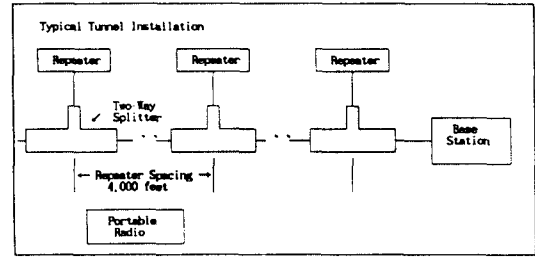 Typical Tunnel Installation
Repeater
Repeater
Repeater
Two-Way
Splitter
Base
Station
Repeater Spacing
4,000 feet
Portable
Radio